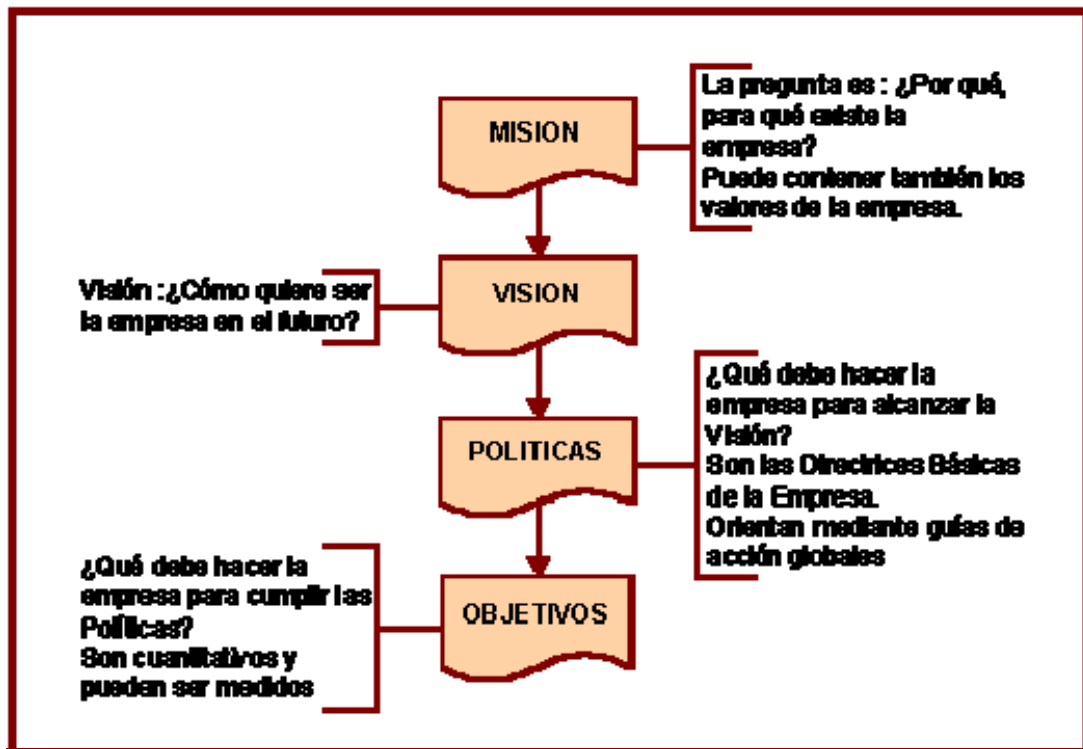 MISION
La pregunta es : ¿Por qué,
para qué existe la
empresa?
Puede contener también los
valores de la empresa.
VISION
Visión :¿Cómo quiere ser
la empresa en el futuro?
POLITICAS
¿Qué debe hacer la
empresa para alcanzar la
Visión?
Son las Directrices Básicas
de la Empresa.
Orientan mediante guías de
acción globales
OBJETIVOS
¿Qué debe hacer la
empresa para cumplir las
Políticas?
Son cuantitativos y
pueden ser medidos